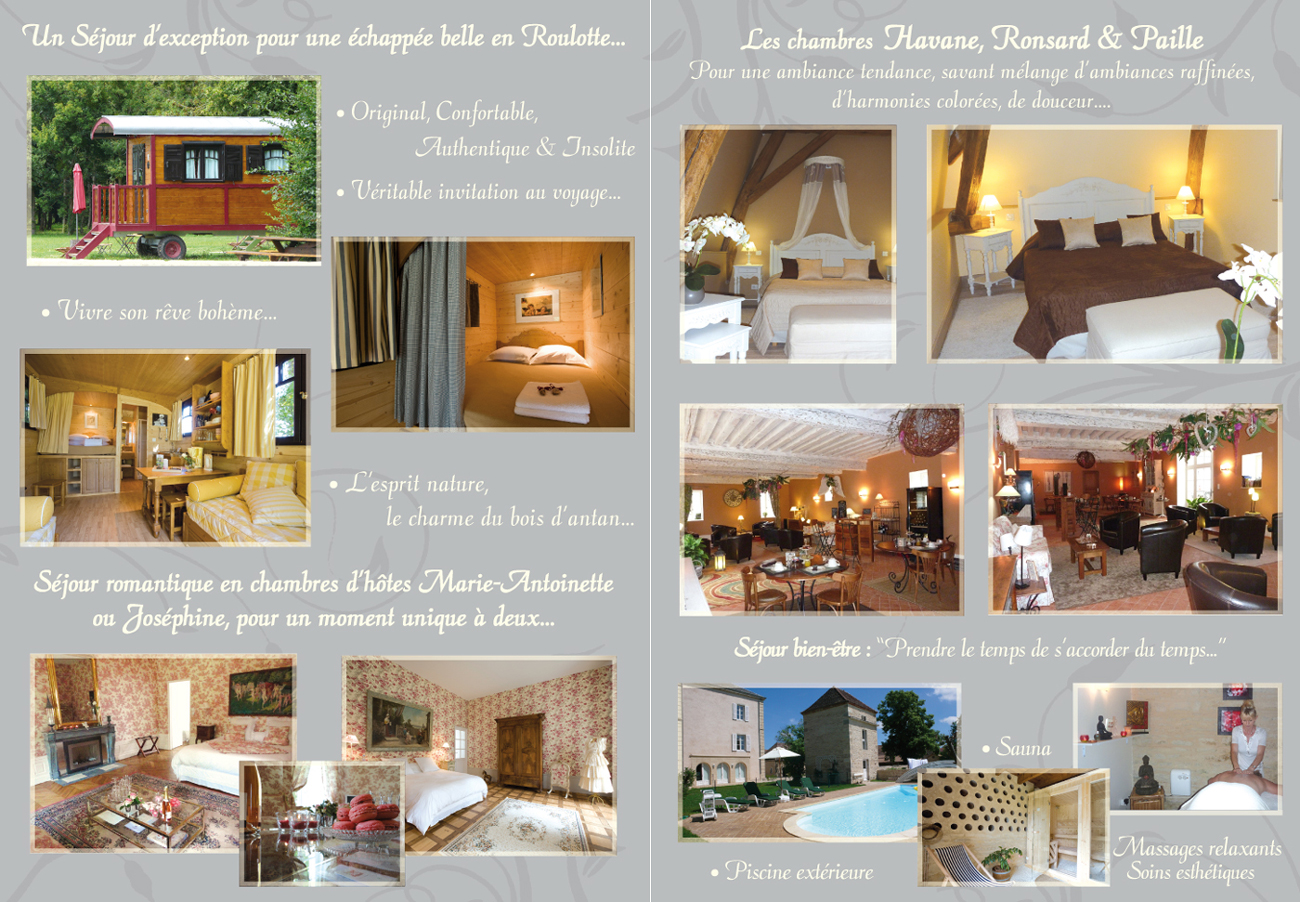 Un Séjour d'exception pour une échappée belle en Roulotte...
• Original, Confortable,
Authentique & Insolite
• Véritable invitation au voyage...
• Vivre son rêve bohème...
• L'esprit nature,
le charme du bois d'antan...
Séjour romantique en chambres d'hôtes Marie-Antoinette
ou Joséphine, pour un moment unique à deux...
Les chambres Havane, Ronsard & Paille
Pour une ambiance tendance, savant mélange d'ambiances raffinées,
d'harmonies colorées, de douceur....
Séjour bien-être : "Prendre le temps de s'accorder du temps..."
• Sauna
• Piscine extérieure
Massages relaxants
Soins esthétiques